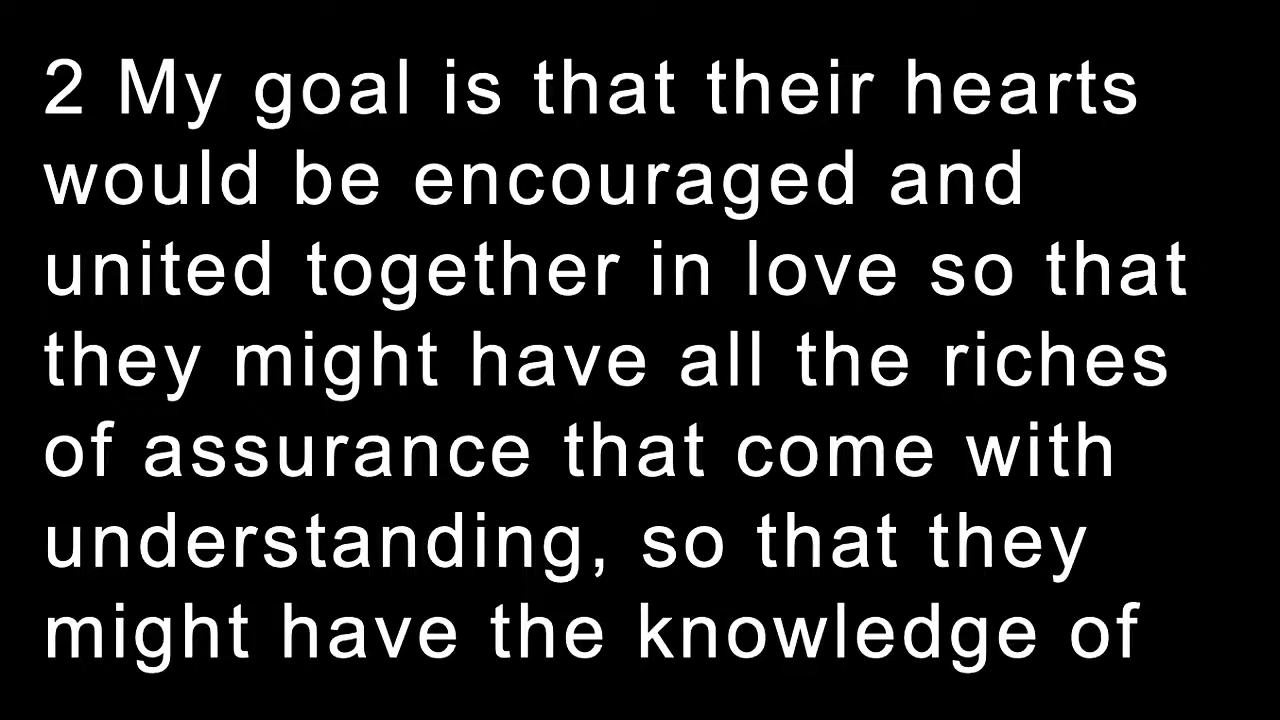 2 My goal is that their hearts
would be encouraged and
united together in love so that
they might have all the riches
of assurance that come with
understanding, so that they
might have the knowledge of